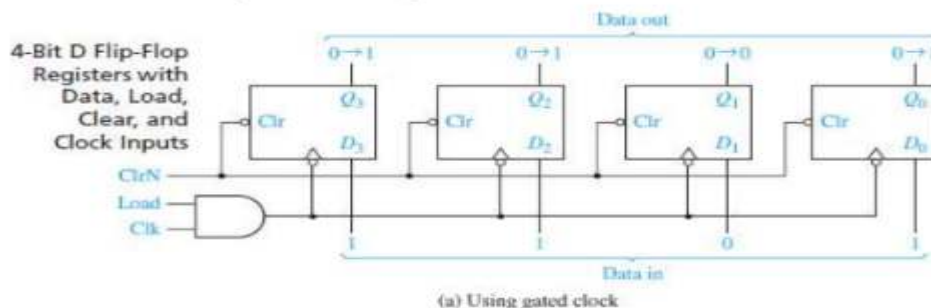 Data out
4-Bit D Flip-Flop
Registers with
Data, Load,
Clear, and
Clock Inputs
0→1 0→1 0→0 0→1
Q3 Q2 Q1 Q0
Clr Clr Clr Clr
D3 D2 D1 D0
ClrN
Load
Clk
1 1 0 1
Data in
(a) Using gated clock